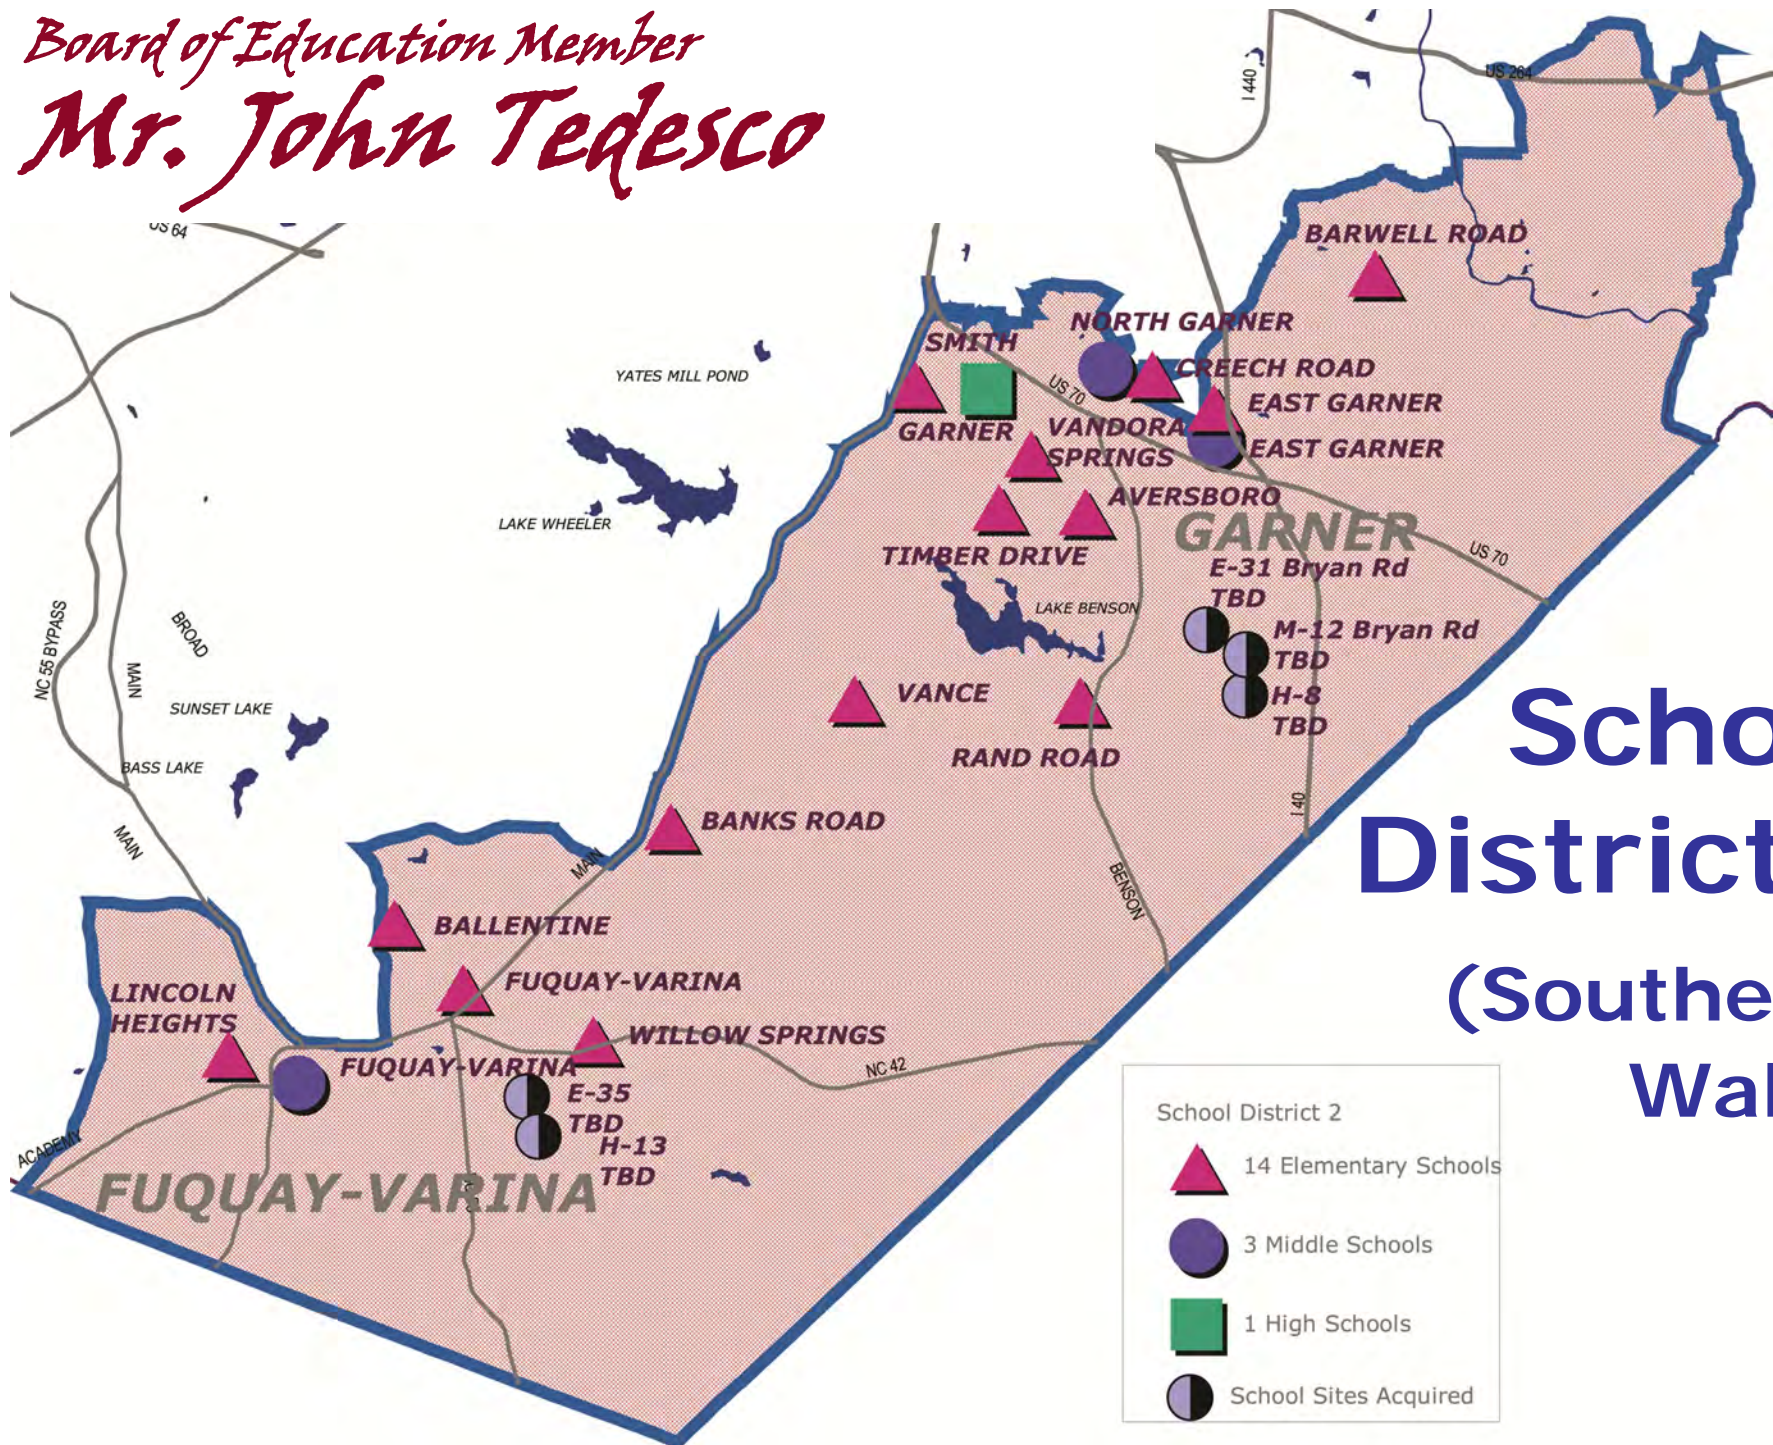 Board of Education Member
Mr. John Tedesco
US 264
I 440
US 64
BARWELL ROAD
NORTH GARNER
SMITH
YATES MILL POND
CREECH ROAD
US 70
EAST GARNER
GARNER
VANDORA
SPRINGS
EAST GARNER
AVERSBORO
LAKE WHEELER
GARNER
TIMBER DRIVE
US 70
E-31 Bryan Rd
TBD
LAKE BENSON
NC 55 BYPASS
BROAD
MAIN
M-12 Bryan Rd
TBD
VANCE
H-8
TBD
SUNSET LAKE
RAND ROAD
BASS LAKE
I 40
BANKS ROAD
MAIN
MAIN
BENSON
BALLENTINE
FUQUAY-VARINA
LINCOLN
HEIGHTS
WILLOW SPRINGS
NC 42
FUQUAY-VARINA
E-35
TBD
H-13
TBD
ACADEMY
FUQUAY-VARINA
Scho
District
(Southe
Wal
School District 2
14 Elementary Schools
3 Middle Schools
1 High Schools
School Sites Acquired